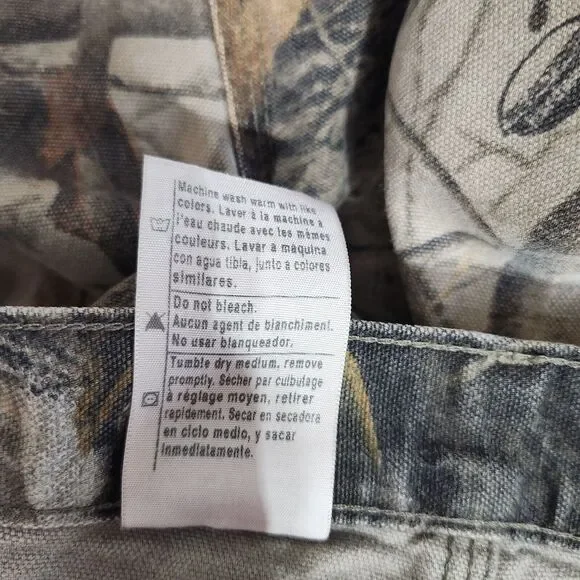 Machine wash warm with like
colors. Laver à la machine a
l'eau chaude avec les mêmes
couleurs. Lavar a maquina
con agua tibia, junto a colores
similares.
Do not bleach.
Aucun agent de blanchiment.
No usar blanqueador.
Tumble dry medium. remove
promptly. Sécher par culbutage
à réglage moyen, retirer
rapidement. Secar en secadora
en ciclo medio, y sacar
inmediatamente.